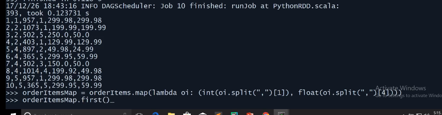 17/12/26 18:43:16 INFO DAGScheduler: Job 10 finished: runJob at PythonRDD.scala:
393, took 0.123731 s
1,1,957,1,299.98,299.98
2,2,1073,1,199.99,199.99
3,2,502,5,250.0,50.0
4,2,403,1,129.99,129.99
5,4,897,2,49.98,24.99
6,4,365,5,299.95,59.99
7,4,502,3,150.0,50.0
8,4,1014,4,199.92,49.98
9,5,957,1,299.98,299.98
10,5,365,5,299.95,59.99
>>> orderItemsMap = orderItems.map(lambda oi: (int(oi.split(",")[1]), float(oi.split(",")[4])))
>>> orderItemsMap.first()_
Activate Windows